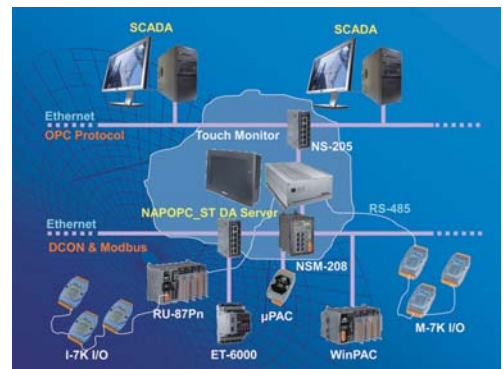 SCADA
SCADA
Ethernet
OPC Protocol
Touch Monitor
NS-205
NAPOPC_ST DA Server
RS-485
Ethernet
DCON & Modbus
NSM-208
RU-87Pn
µPAC
M-7K I/O
I-7K I/O
ET-6000
WinPAC